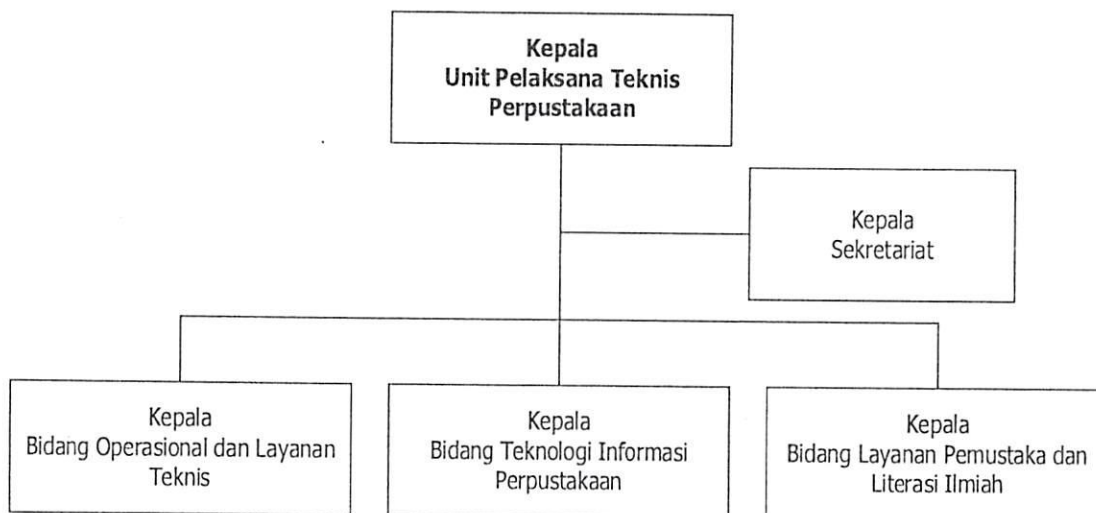 Kepala
Unit Pelaksana Teknis
Perpustakaan
Kepala
Sekretariat
Kepala
Bidang Operasional dan Layanan
Teknis
Kepala
Bidang Teknologi Informasi
Perpustakaan
Kepala
Bidang Layanan Pemustaka dan
Literasi Ilmiah